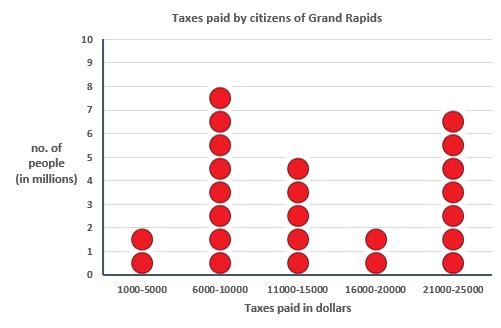 Taxes paid by citizens of Grand Rapids
10
9
8
7
6
5
4
3
2
1
0
no. of
people
(in millions)
1000-5000 6000-10000 11000-15000 16000-20000 21000-25000
Taxes paid in dollars